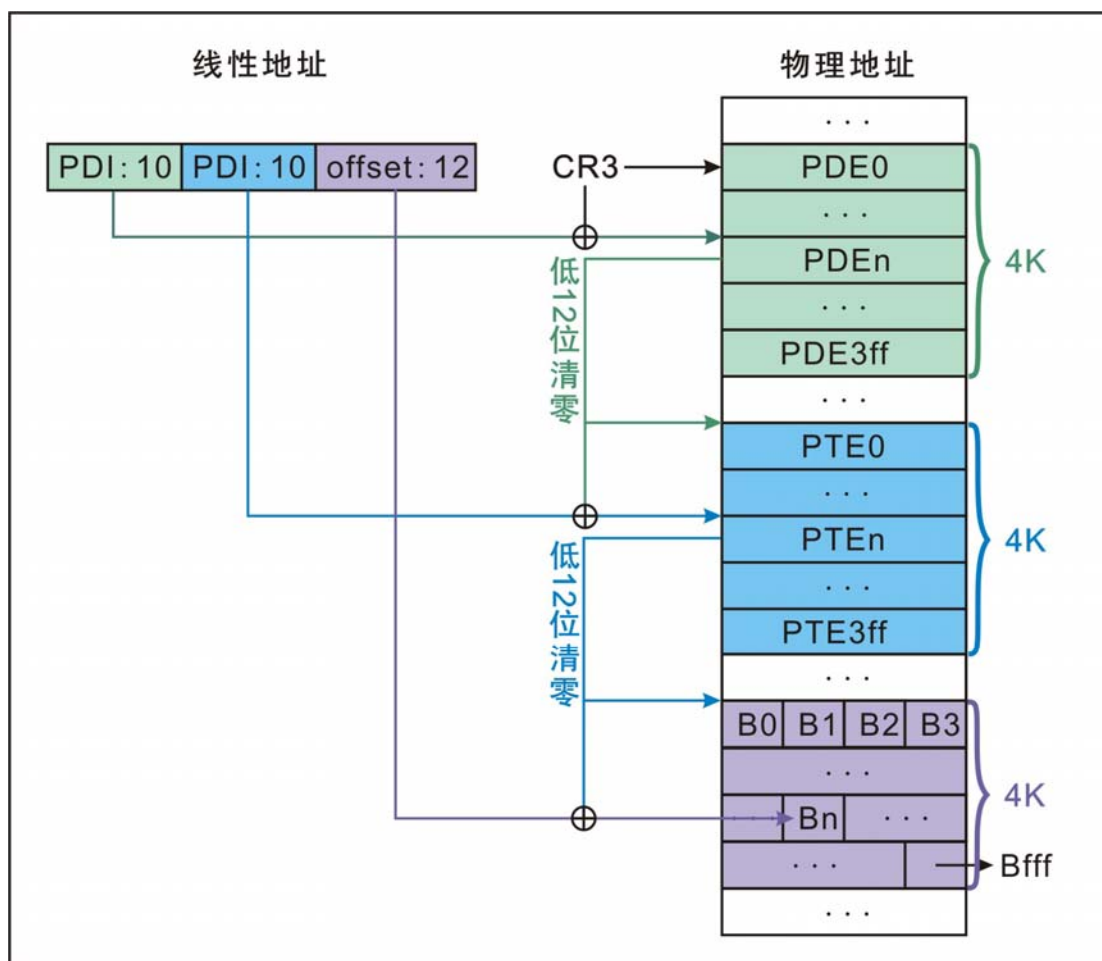 线性地址
物理地址
· · ·
PDI: 10 PDI: 10 offset: 12
CR3
PDE0
· · ·
PDEn
4K
· · ·
PDE3ff
低12位清零
· · ·
PTE0
· · ·
PTEn
4K
· · ·
PTE3ff
低12位清零
· · ·
B0 B1 B2 B3
· · ·
4K
· · · Bn · · ·
· · · Bfff
· · ·